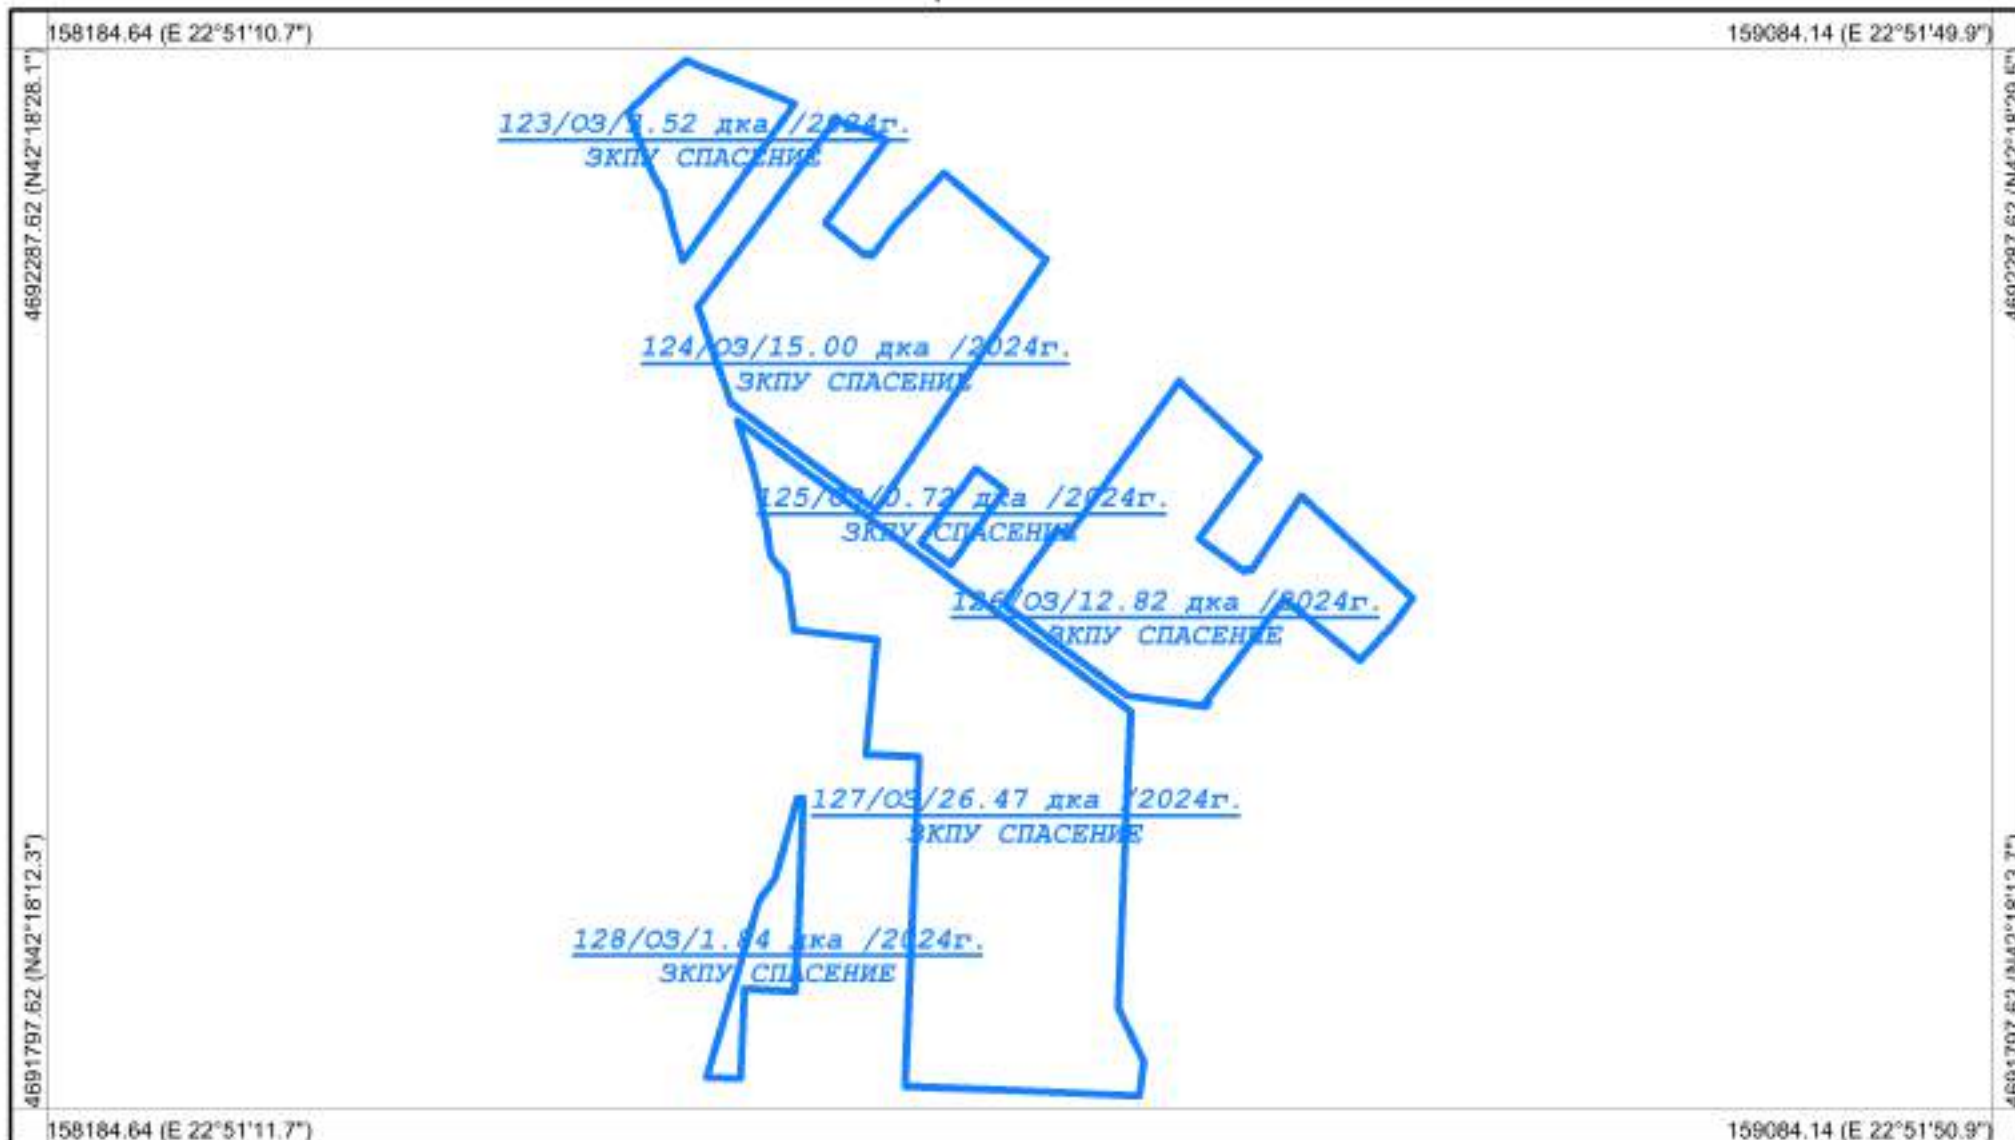 158184.64 (E 22°51'10.7")
159084.14 (E 22°51'49.9")
4692287.62 (N42°18'28.1")
123/ОЗ/ дка /2024г.
ЗКПУ СПАСЕНИЕ
124/ОЗ/15.00 дка /2024г.
ЗКПУ СПАСЕНИЕ
125/ОЗ/0.72 дка /2024г.
ЗКПУ СПАСЕНИЕ
126/ОЗ/12.82 дка /2024г.
ЗКПУ СПАСЕНИЕ
127/ОЗ/26.47 дка /2024г.
ЗКПУ СПАСЕНИЕ
128/ОЗ/1.84 дка /2024г.
ЗКПУ СПАСЕНИЕ
4691797.62 (N42°18'12.3")
158184.64 (E 22°51'11.7")
159084.14 (E 22°51'50.9")